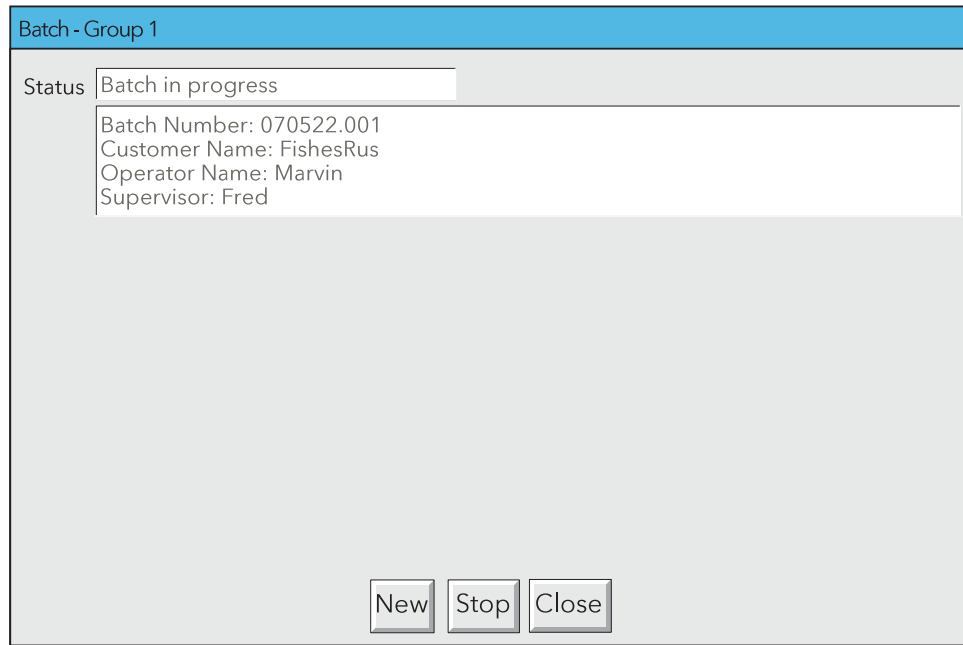 Batch - Group 1
Status Batch in progress
Batch Number: 070522.001
Customer Name: FishesRus
Operator Name: Marvin
Supervisor: Fred
New Stop Close